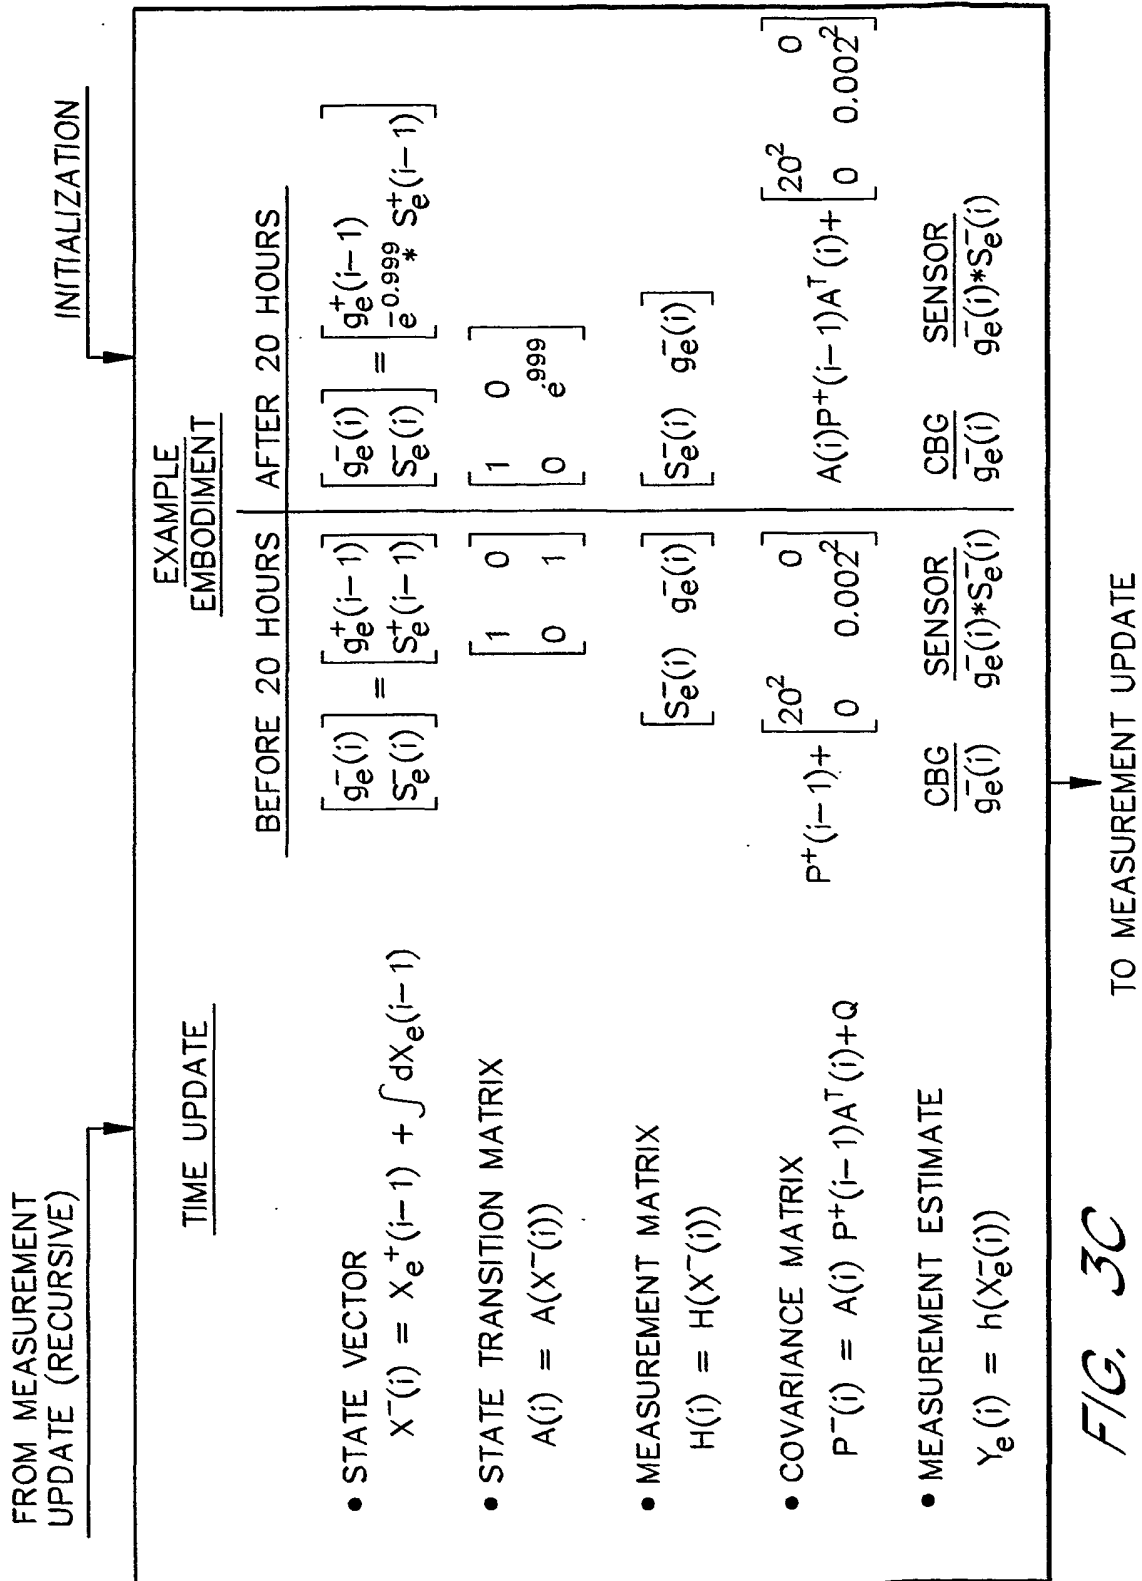 FROM MEASUREMENT
UPDATE (RECURSIVE)
INITIALIZATION
TIME UPDATE
EXAMPLE
EMBODIMENT
BEFORE 20 HOURS
AFTER 20 HOURS
• STATE VECTOR
X⁻(i) = Xₑ⁺(i−1) + ∫dXₑ(i−1)
[gₑ⁻(i)] = [gₑ⁺(i−1)]
[Sₑ⁻(i)] [Sₑ⁺(i−1)]
[gₑ⁻(i)] = [gₑ⁺(i−1)]
[Sₑ⁻(i)] [e⁻⁰·⁹⁹⁹ * Sₑ⁺(i−1)]
• STATE TRANSITION MATRIX
A(i) = A(X⁻(i))
[1 0]
[0 1]
[1 0]
[0 e⁻·⁹⁹⁹]
• MEASUREMENT MATRIX
H(i) = H(X⁻(i))
[Sₑ⁻(i) gₑ⁻(i)]
[Sₑ⁻(i) gₑ⁻(i)]
• COVARIANCE MATRIX
P⁻(i) = A(i) P⁺(i−1)Aᵀ(i)+Q
P⁺(i−1)+ [20² 0]
[0 0.002²]
A(i)P⁺(i−1)Aᵀ(i)+ [20² 0]
[0 0.002²]
• MEASUREMENT ESTIMATE
Yₑ(i) = h(Xₑ⁻(i))
CBG SENSOR
gₑ⁻(i) gₑ⁻(i)*Sₑ⁻(i)
CBG SENSOR
gₑ⁻(i) gₑ⁻(i)*Sₑ⁻(i)
TO MEASUREMENT UPDATE
FIG. 3C